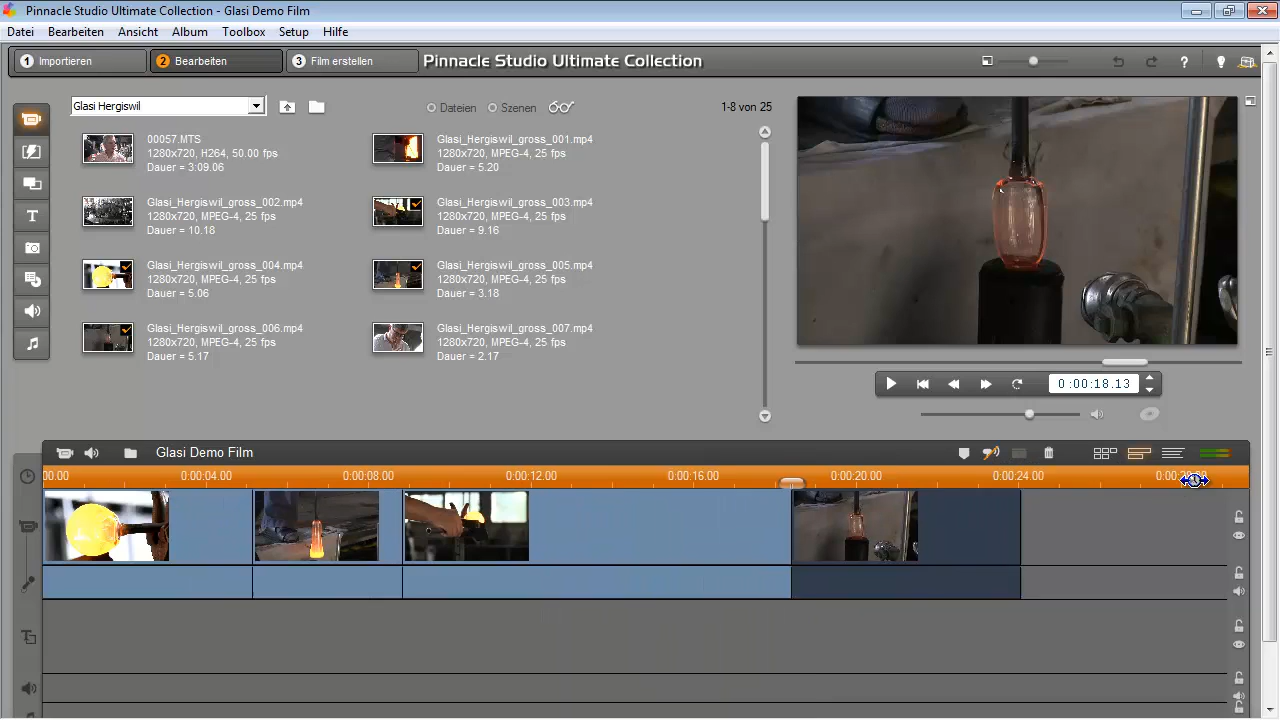 Pinnacle Studio Ultimate Collection - Glasi Demo Film
Datei Bearbeiten Ansicht Album Toolbox Setup Hilfe
1 Importieren 2 Bearbeiten 3 Film erstellen Pinnacle Studio Ultimate Collection ?
Glasi Hergiswil Dateien Szenen 1-8 von 25
00057.MTS
1280x720, H264, 50.00 fps
Dauer = 3:09.06
Glasi_Hergiswil_gross_001.mp4
1280x720, MPEG-4, 25 fps
Dauer = 5.20
Glasi_Hergiswil_gross_002.mp4
1280x720, MPEG-4, 25 fps
Dauer = 10.18
Glasi_Hergiswil_gross_003.mp4
1280x720, MPEG-4, 25 fps
Dauer = 9.16
Glasi_Hergiswil_gross_004.mp4
1280x720, MPEG-4, 25 fps
Dauer = 5.06
Glasi_Hergiswil_gross_005.mp4
1280x720, MPEG-4, 25 fps
Dauer = 3.18
Glasi_Hergiswil_gross_006.mp4
1280x720, MPEG-4, 25 fps
Dauer = 5.17
Glasi_Hergiswil_gross_007.mp4
1280x720, MPEG-4, 25 fps
Dauer = 2.17
T
0:00:18.13
Glasi Demo Film
00.00 0:00:04.00 0:00:08.00 0:00:12.00 0:00:16.00 0:00:20.00 0:00:24.00